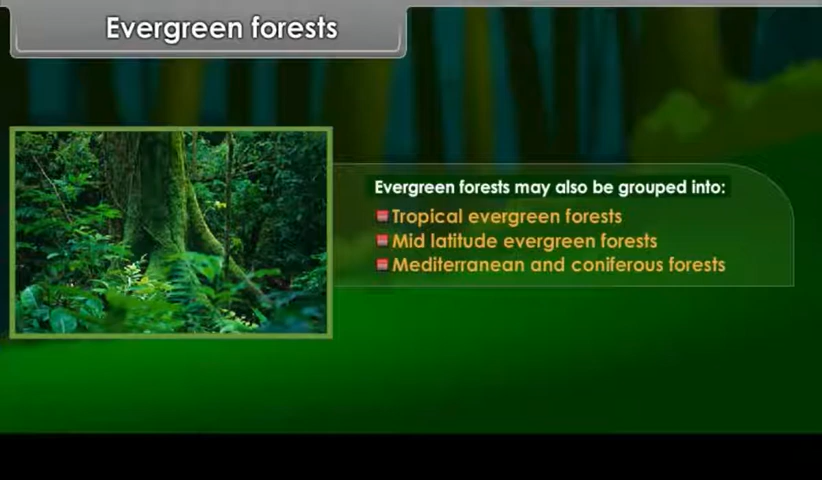 Evergreen forests
Evergreen forests may also be grouped into:
Tropical evergreen forests
Mid latitude evergreen forests
Mediterranean and coniferous forests